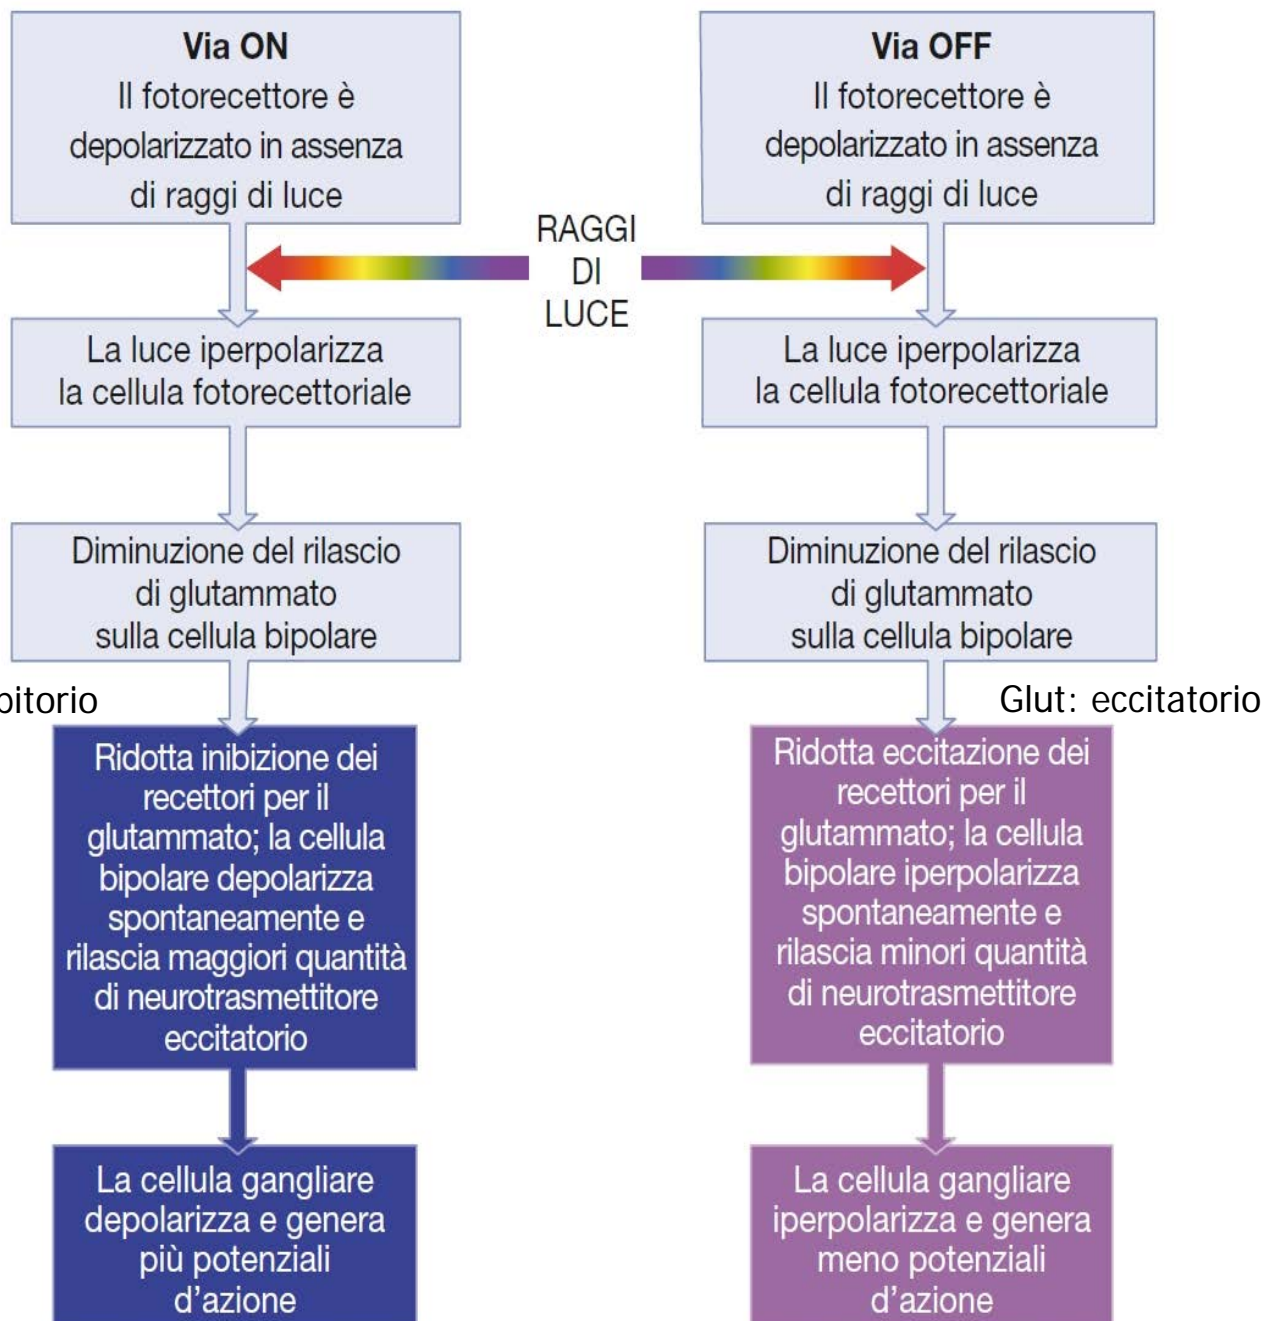 Via ON
Il fotorecettore è
depolarizzato in assenza
di raggi di luce
Via OFF
Il fotorecettore è
depolarizzato in assenza
di raggi di luce
RAGGI
DI
LUCE
La luce iperpolarizza
la cellula fotorecettoriale
La luce iperpolarizza
la cellula fotorecettoriale
Diminuzione del rilascio
di glutammato
sulla cellula bipolare
Diminuzione del rilascio
di glutammato
sulla cellula bipolare
Glut: eccitatorio
Ridotta inibizione dei
recettori per il
glutammato; la cellula
bipolare depolarizza
spontaneamente e
rilascia maggiori quantità
di neurotrasmettitore
eccitatorio
Ridotta eccitazione dei
recettori per il
glutammato; la cellula
bipolare iperpolarizza
spontaneamente e
rilascia minori quantità
di neurotrasmettitore
eccitatorio
La cellula gangliare
depolarizza e genera
più potenziali
d’azione
La cellula gangliare
iperpolarizza e genera
meno potenziali
d’azione